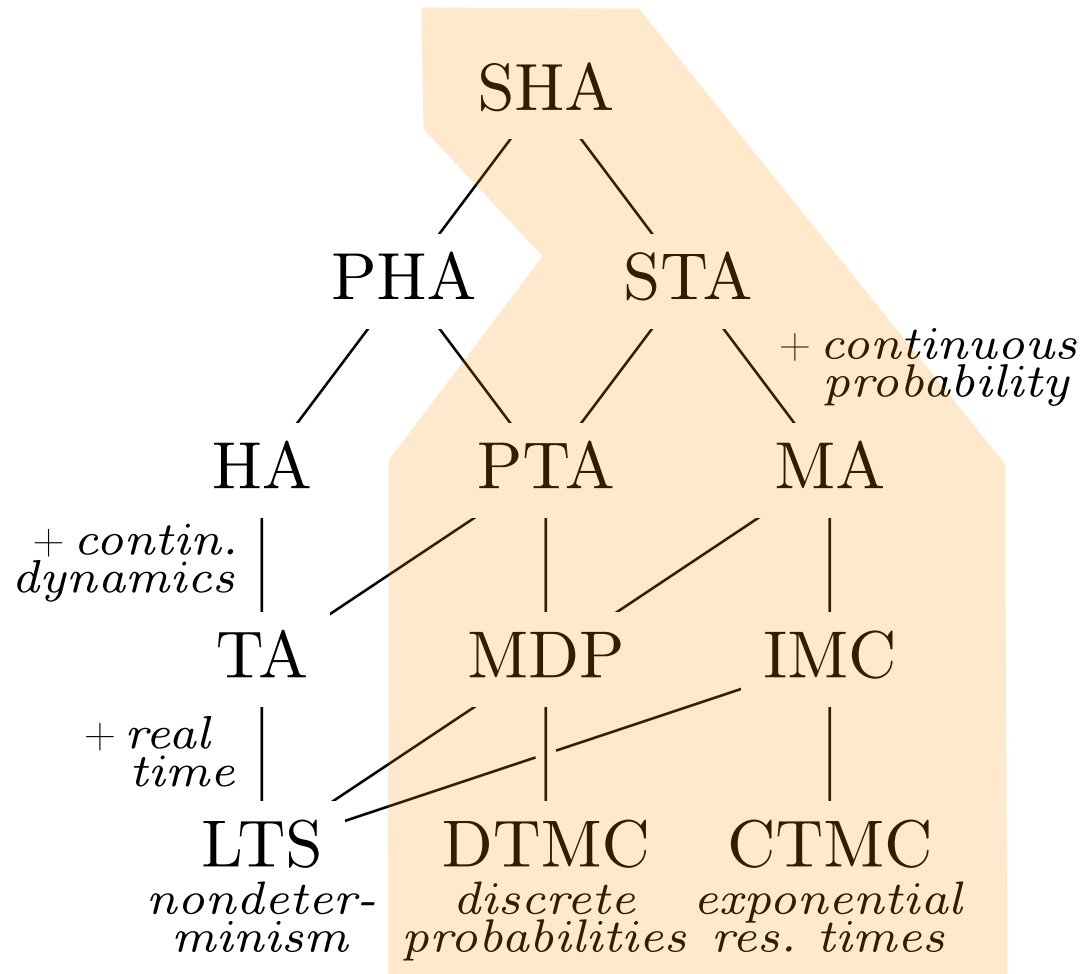 SHA
PHA STA
+ continuous
probability
HA PTA MA
+ contin.
dynamics
TA MDP IMC
+ real
time
LTS DTMC CTMC
nondeter- discrete exponential
minism probabilities res. times